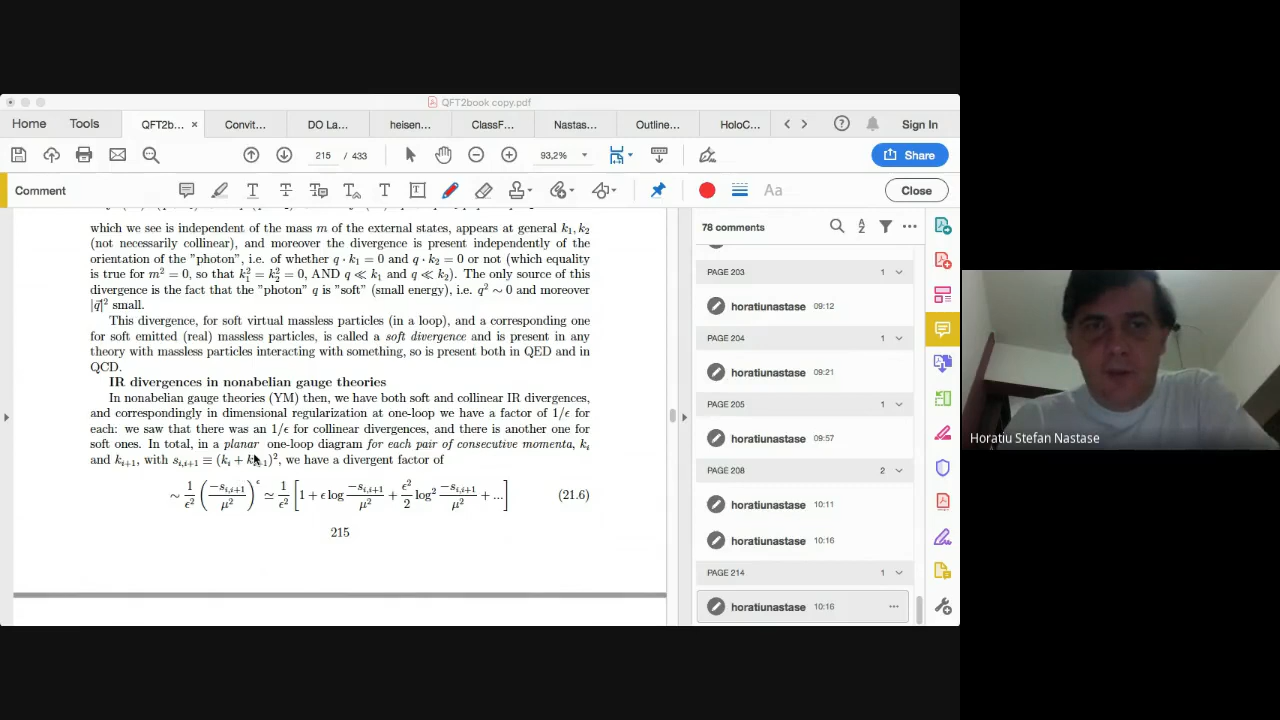 QFT2book copy.pdf
Home Tools QFT2b... × Convit... DO La... heisen... ClassF... Nastas... Outline... HoloC... Sign In
215 / 433 93,2% Share
Comment Aa Close
which we see is independent of the mass m of the external states, appears at general k₁, k₂
(not necessarily collinear), and moreover the divergence is present independently of the
orientation of the "photon", i.e. of whether q · k₁ = 0 and q · k₂ = 0 or not (which equality
is true for m² = 0, so that k₁² = k₂² = 0, AND q ≪ k₁ and q ≪ k₂). The only source of this
divergence is the fact that the "photon" q is "soft" (small energy), i.e. q² ∼ 0 and moreover
|q⃗|² small.
This divergence, for soft virtual massless particles (in a loop), and a corresponding one
for soft emitted (real) massless particles, is called a soft divergence and is present in any
theory with massless particles interacting with something, so is present both in QED and in
QCD.
IR divergences in nonabelian gauge theories
In nonabelian gauge theories (YM) then, we have both soft and collinear IR divergences,
and correspondingly in dimensional regularization at one-loop we have a factor of 1/ϵ for
each: we saw that there was an 1/ϵ for collinear divergences, and there is another one for
soft ones. In total, in a planar one-loop diagram for each pair of consecutive momenta, kᵢ
and kᵢ₊₁, with sᵢ,ᵢ₊₁ ≡ (kᵢ + kᵢ₊₁)², we have a divergent factor of
∼ 1/ϵ² (−sᵢ,ᵢ₊₁/μ²)^ϵ ≃ 1/ϵ² [1 + ϵ log −sᵢ,ᵢ₊₁/μ² + ϵ²/2 log² −sᵢ,ᵢ₊₁/μ² + ...] (21.6)
215
78 comments
PAGE 203 1
horatiunastase 09:12
PAGE 204 1
horatiunastase 09:21
PAGE 205 1
horatiunastase 09:57
PAGE 208 2
horatiunastase 10:11
horatiunastase 10:16
PAGE 214 1
horatiunastase 10:16
Horatiu Stefan Nastase